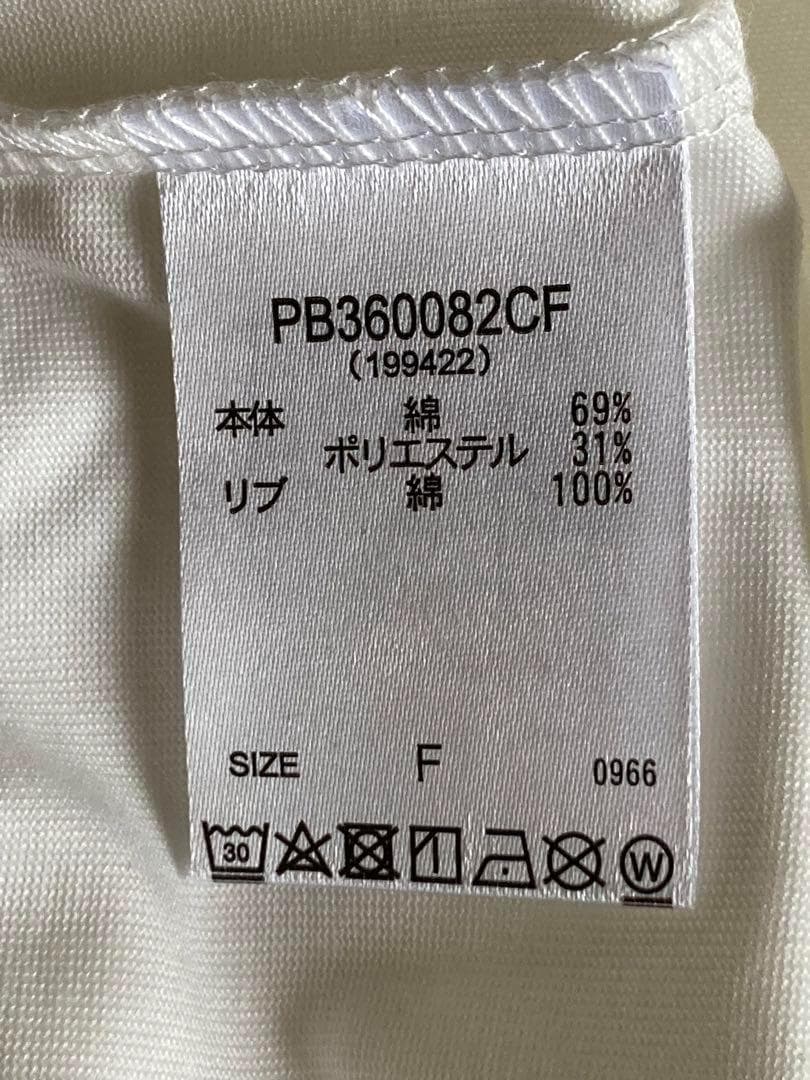 PB360082CF
(199422)
本体 綿 69%
ポリエステル 31%
リブ 綿 100%
SIZE F 0966
30 W